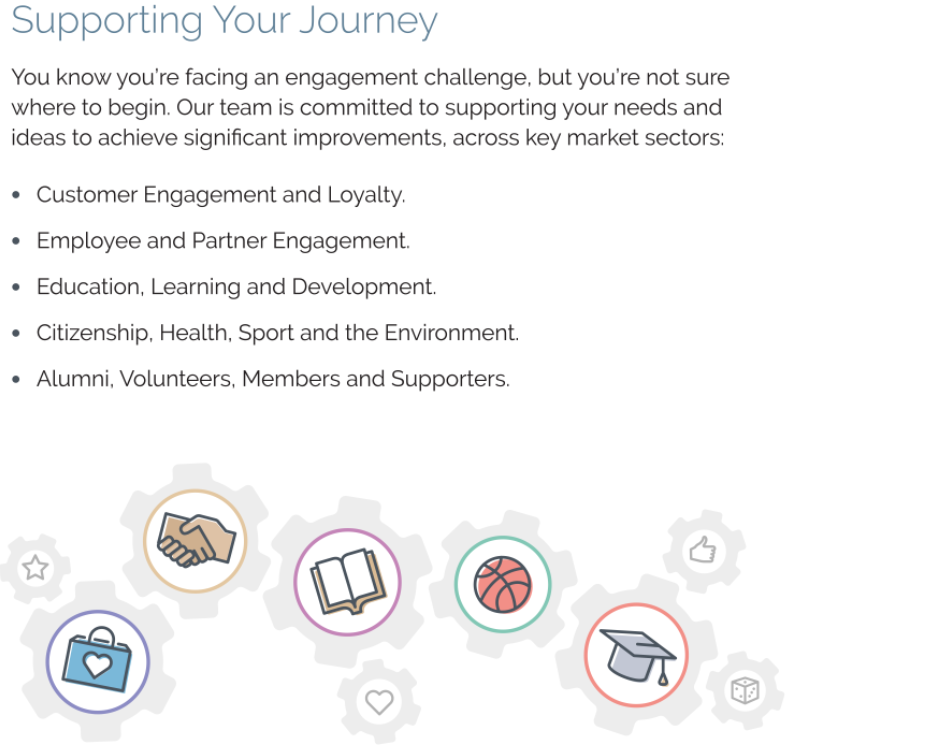 Supporting Your Journey
You know you’re facing an engagement challenge, but you’re not sure
where to begin. Our team is committed to supporting your needs and
ideas to achieve significant improvements, across key market sectors:
• Customer Engagement and Loyalty.
• Employee and Partner Engagement.
• Education, Learning and Development.
• Citizenship, Health, Sport and the Environment.
• Alumni, Volunteers, Members and Supporters.